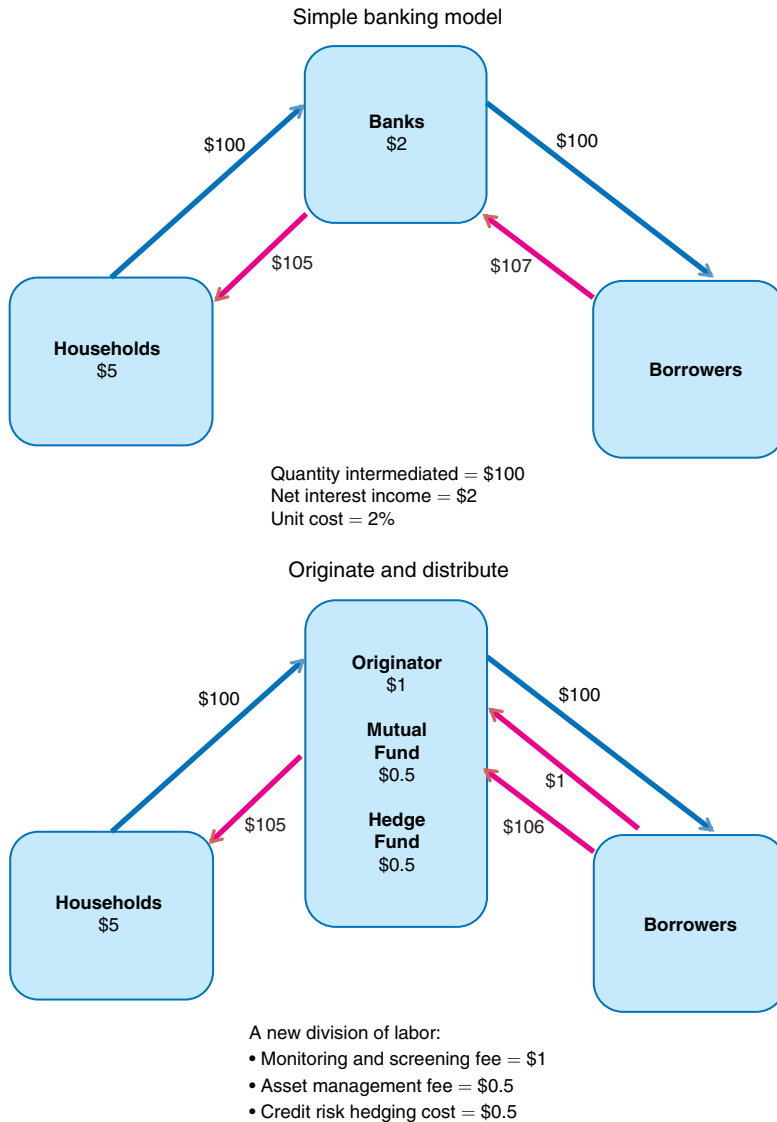 Simple banking model
Banks
$2
$100
$100
$105
$107
Households
$5
Borrowers
Quantity intermediated = $100
Net interest income = $2
Unit cost = 2%
Originate and distribute
Originator
$1
$100
$100
Mutual
Fund
$0.5
$1
$105
$106
Hedge
Fund
$0.5
Households
$5
Borrowers
A new division of labor:
• Monitoring and screening fee = $1
• Asset management fee = $0.5
• Credit risk hedging cost = $0.5